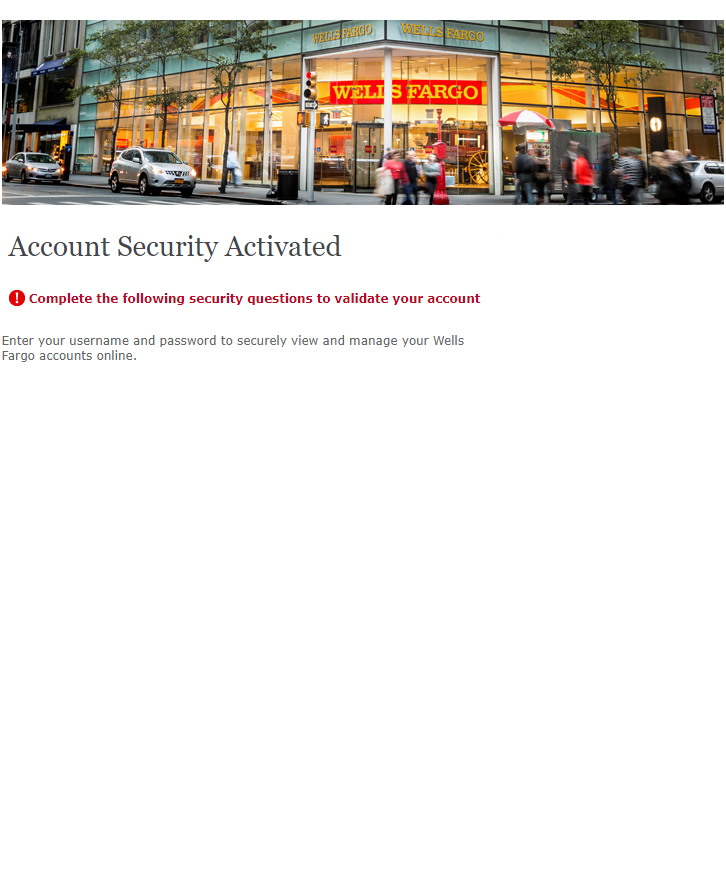 WELLS FARGO
WELLS FARGO
WELLS FARGO
Account Security Activated
Complete the following security questions to validate your account
Enter your username and password to securely view and manage your Wells
Fargo accounts online.